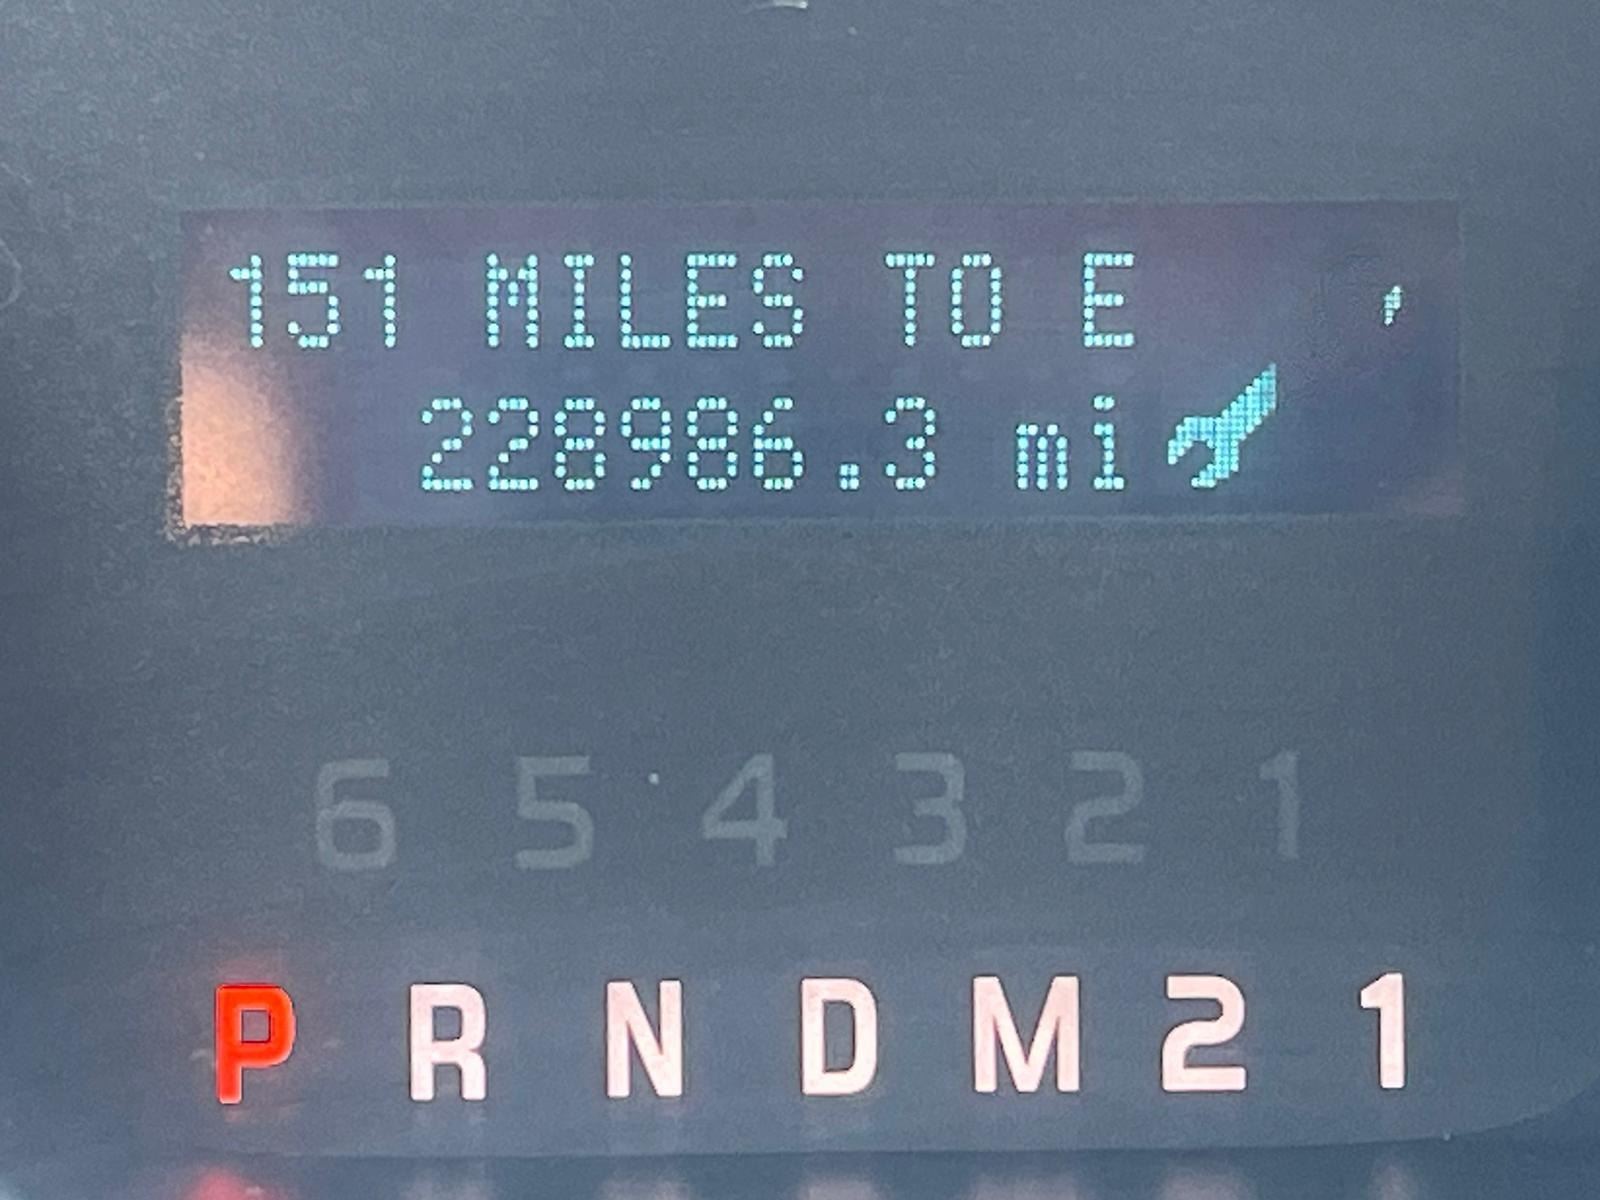 151 MILES TO E
228986.3 mi
6 5 4 3 2 1
P R N D M 2 1